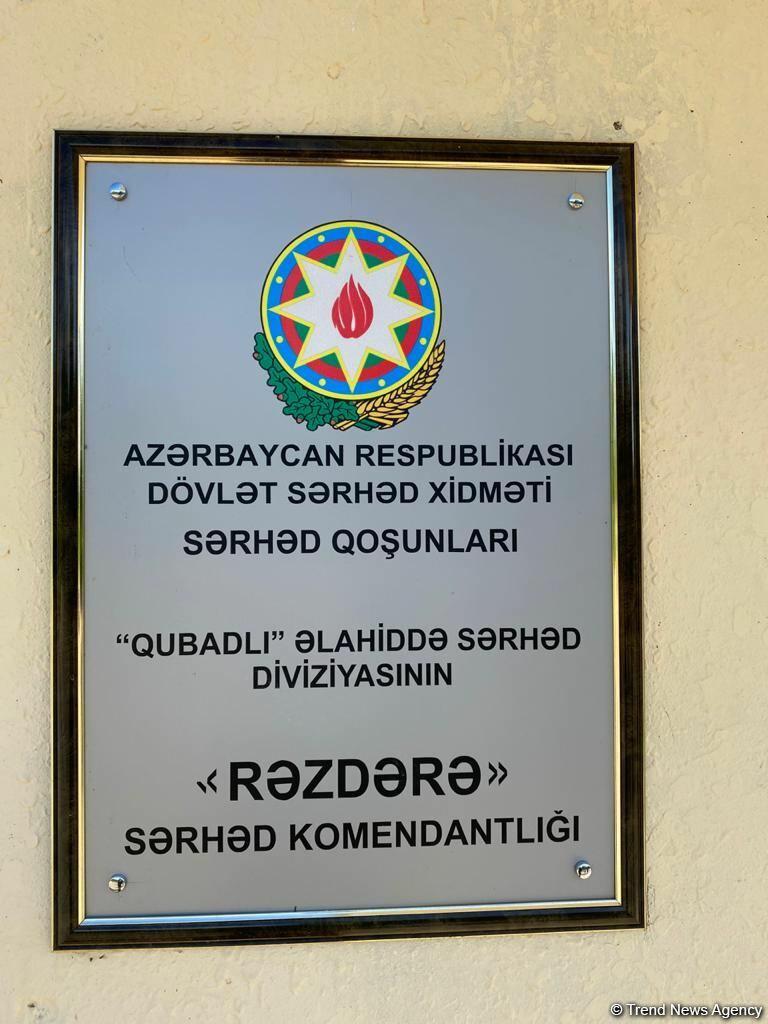 AZƏRBAYCAN RESPUBLİKASI
DÖVLƏT SƏRHƏD XİDMƏTİ
SƏRHƏD QOŞUNLARI
“QUBADLI” ƏLAHİDDƏ SƏRHƏD
DİVİZİYASININ
«RƏZDƏRƏ»
SƏRHƏD KOMENDANTLIĞI
© Trend News Agency